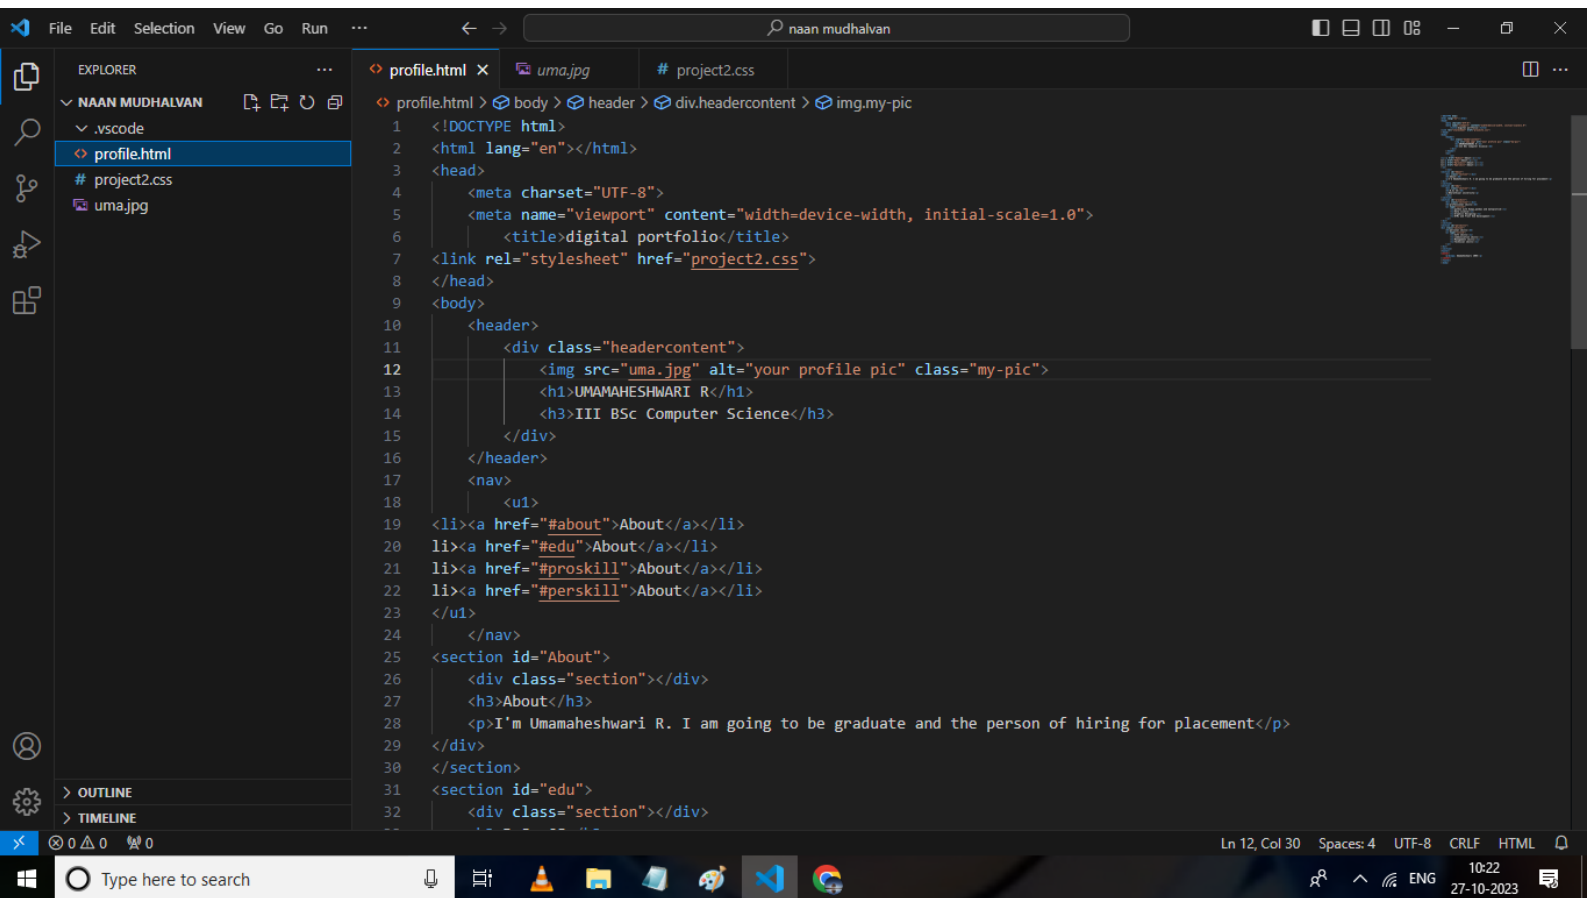 File Edit Selection View Go Run ··· naan mudhalvan
EXPLORER ···
NAAN MUDHALVAN
.vscode
profile.html
# project2.css
uma.jpg
OUTLINE
TIMELINE
profile.html uma.jpg # project2.css
profile.html > body > header > div.headercontent > img.my-pic
1 <!DOCTYPE html>
2 <html lang="en"></html>
3 <head>
4 <meta charset="UTF-8">
5 <meta name="viewport" content="width=device-width, initial-scale=1.0">
6 <title>digital portfolio</title>
7 <link rel="stylesheet" href="project2.css">
8 </head>
9 <body>
10 <header>
11 <div class="headercontent">
12 <img src="uma.jpg" alt="your profile pic" class="my-pic">
13 <h1>UMAMAHESHWARI R</h1>
14 <h3>III BSc Computer Science</h3>
15 </div>
16 </header>
17 <nav>
18 <u1>
19 <li><a href="#about">About</a></li>
20 li><a href="#edu">About</a></li>
21 li><a href="#proskill">About</a></li>
22 li><a href="#perskill">About</a></li>
23 </u1>
24 </nav>
25 <section id="About">
26 <div class="section"></div>
27 <h3>About</h3>
28 <p>I'm Umamaheshwari R. I am going to be graduate and the person of hiring for placement</p>
29 </div>
30 </section>
31 <section id="edu">
32 <div class="section"></div>
0 0 0 Ln 12, Col 30 Spaces: 4 UTF-8 CRLF HTML
Type here to search ENG 10:22
27-10-2023